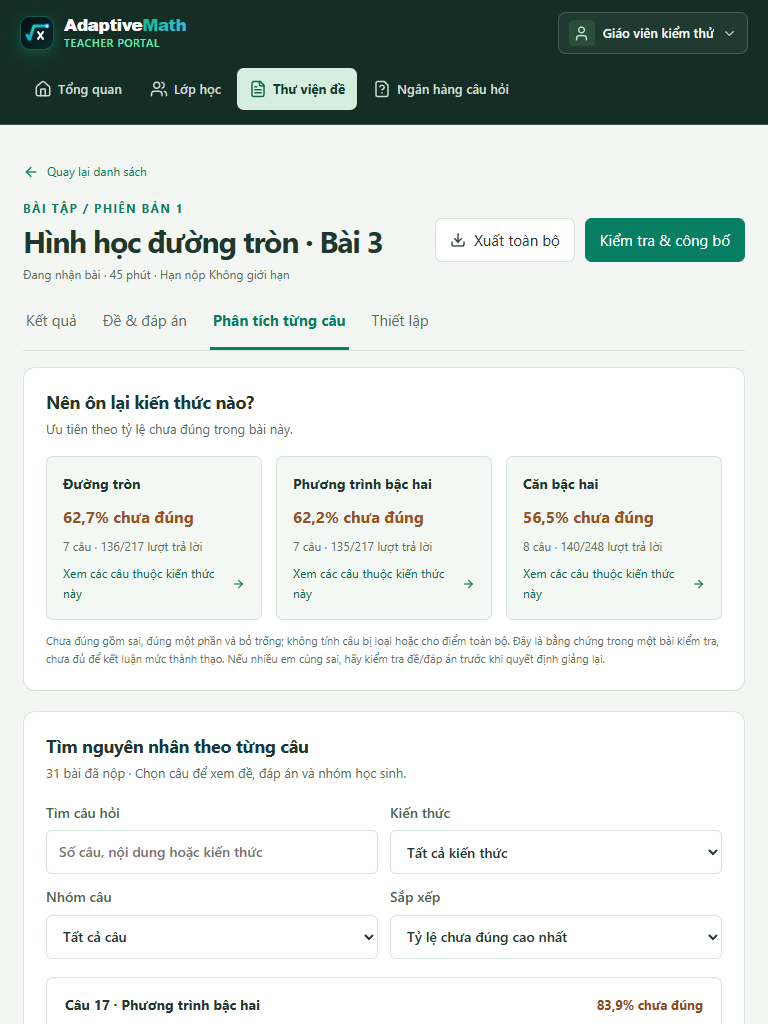 AdaptiveMath
TEACHER PORTAL
Giáo viên kiểm thử
Tổng quan
Lớp học
Thư viện đề
Ngân hàng câu hỏi
Quay lại danh sách
BÀI TẬP / PHIÊN BẢN 1
Hình học đường tròn · Bài 3
Đang nhận bài · 45 phút · Hạn nộp Không giới hạn
Xuất toàn bộ
Kiểm tra & công bố
Kết quả
Đề & đáp án
Phân tích từng câu
Thiết lập
Nên ôn lại kiến thức nào?
Ưu tiên theo tỷ lệ chưa đúng trong bài này.
Đường tròn
62,7% chưa đúng
7 câu · 136/217 lượt trả lời
Xem các câu thuộc kiến thức
này
Phương trình bậc hai
62,2% chưa đúng
7 câu · 135/217 lượt trả lời
Xem các câu thuộc kiến thức
này
Căn bậc hai
56,5% chưa đúng
8 câu · 140/248 lượt trả lời
Xem các câu thuộc kiến thức
này
Chưa đúng gồm sai, đúng một phần và bỏ trống; không tính câu bị loại hoặc cho điểm toàn bộ. Đây là bằng chứng trong một bài kiểm tra,
chưa đủ để kết luận mức thành thạo. Nếu nhiều em cùng sai, hãy kiểm tra đề/đáp án trước khi quyết định giảng lại.
Tìm nguyên nhân theo từng câu
31 bài đã nộp · Chọn câu để xem đề, đáp án và nhóm học sinh.
Tìm câu hỏi
Kiến thức
Số câu, nội dung hoặc kiến thức
Tất cả kiến thức
Nhóm câu
Sắp xếp
Tất cả câu
Tỷ lệ chưa đúng cao nhất
Câu 17 · Phương trình bậc hai
83,9% chưa đúng